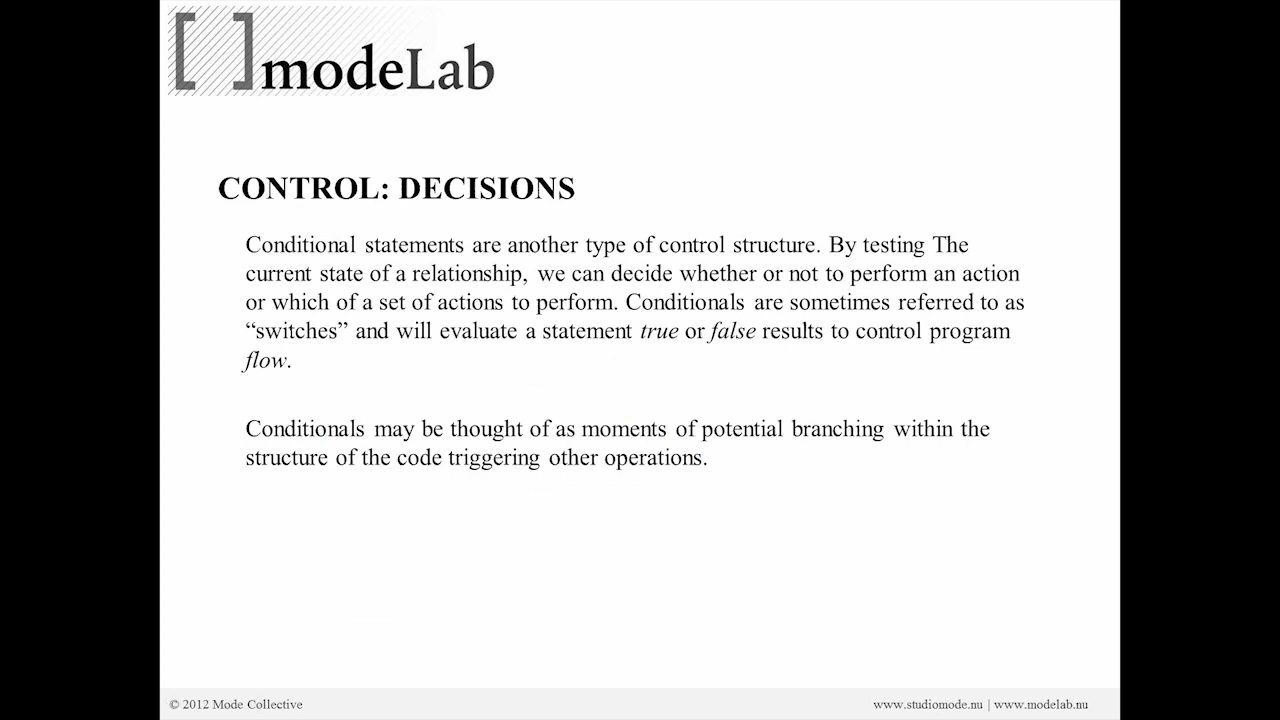 [ ] modeLab
CONTROL: DECISIONS
Conditional statements are another type of control structure. By testing The
current state of a relationship, we can decide whether or not to perform an action
or which of a set of actions to perform. Conditionals are sometimes referred to as
“switches” and will evaluate a statement true or false results to control program
flow.
Conditionals may be thought of as moments of potential branching within the
structure of the code triggering other operations.
© 2012 Mode Collective
www.studiomode.nu | www.modelab.nu